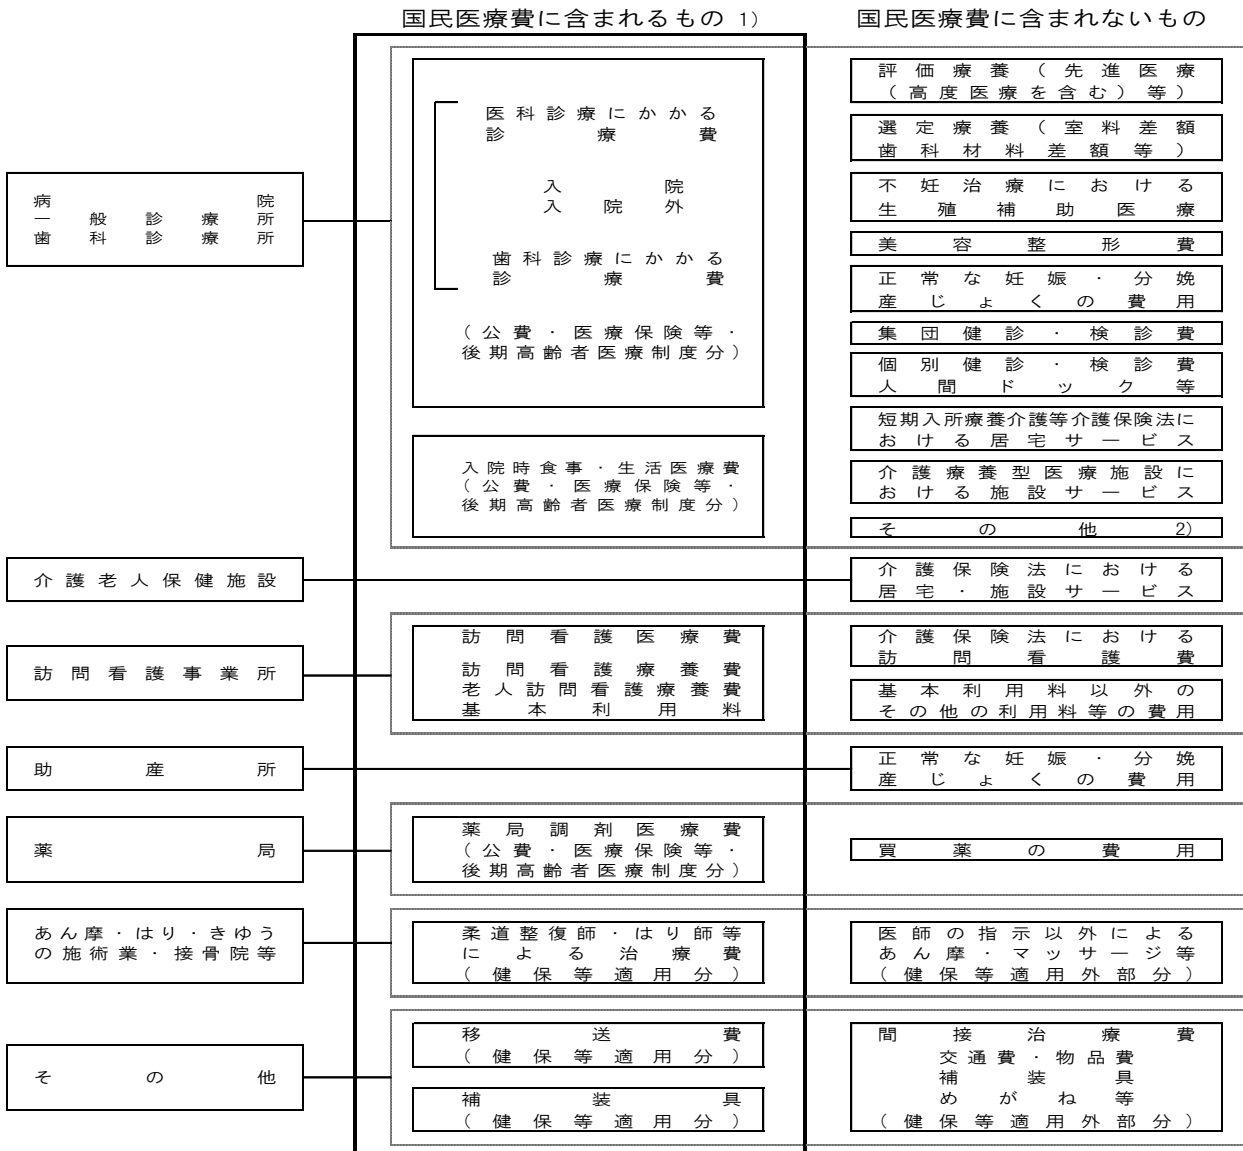 国民医療費に含まれるもの 1)
国民医療費に含まれないもの
病院
一般診療所
歯科診療所
医科診療にかかる
診療費
入院
入院外
歯科診療にかかる
診療費
(公費・医療保険等・
後期高齢者医療制度分)
入院時食事・生活医療費
(公費・医療保険等・
後期高齢者医療制度分)
評価療養(先進医療
(高度医療を含む)等)
選定療養(室料差額
歯科材料差額等)
不妊治療における
生殖補助医療
美容整形費
正常な妊娠・分娩
産じょくの費用
集団健診・検診費
個別健診・検診費
人間ドック等
短期入所療養介護等介護保険法に
おける居宅サービス
介護療養型医療施設に
おける施設サービス
その他 2)
介護老人保健施設
介護保険法における
居宅・施設サービス
訪問看護事業所
訪問看護医療費
訪問看護療養費
老人訪問看護療養費
基本利用料
介護保険法における
訪問看護費
基本利用料以外の
その他の利用料等の費用
助産所
正常な妊娠・分娩
産じょくの費用
薬局
薬局調剤医療費
(公費・医療保険等・
後期高齢者医療制度分)
買薬の費用
あん摩・はり・きゆう
の施術業・接骨院等
柔道整復師・はり師等
による治療費
(健保等適用分)
医師の指示以外による
あん摩・マッサージ等
(健保等適用外部分)
その他
移送費
(健保等適用分)
補装具
(健保等適用分)
間接治療費
交通費・物品費
補装具
めがね等
(健保等適用外部分)